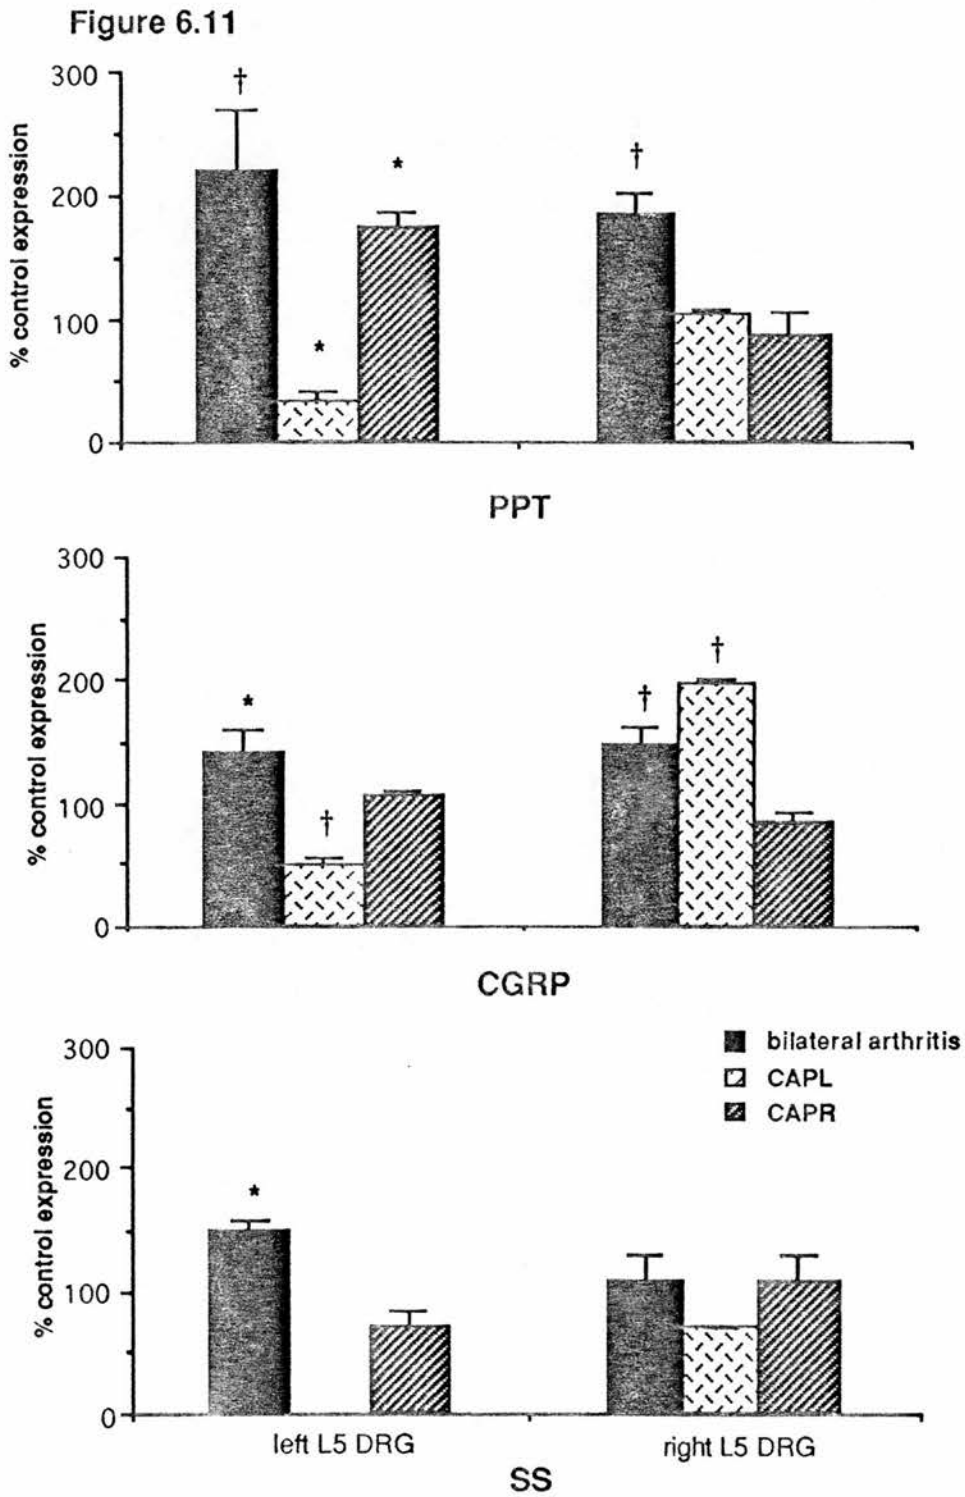 Figure 6.11
300
200
100
0
% control expression
†
*
*
†
PPT
300
200
100
0
% control expression
*
†
†
†
CGRP
300
200
100
0
% control expression
*
bilateral arthritis
CAPL
CAPR
left L5 DRG
right L5 DRG
SS